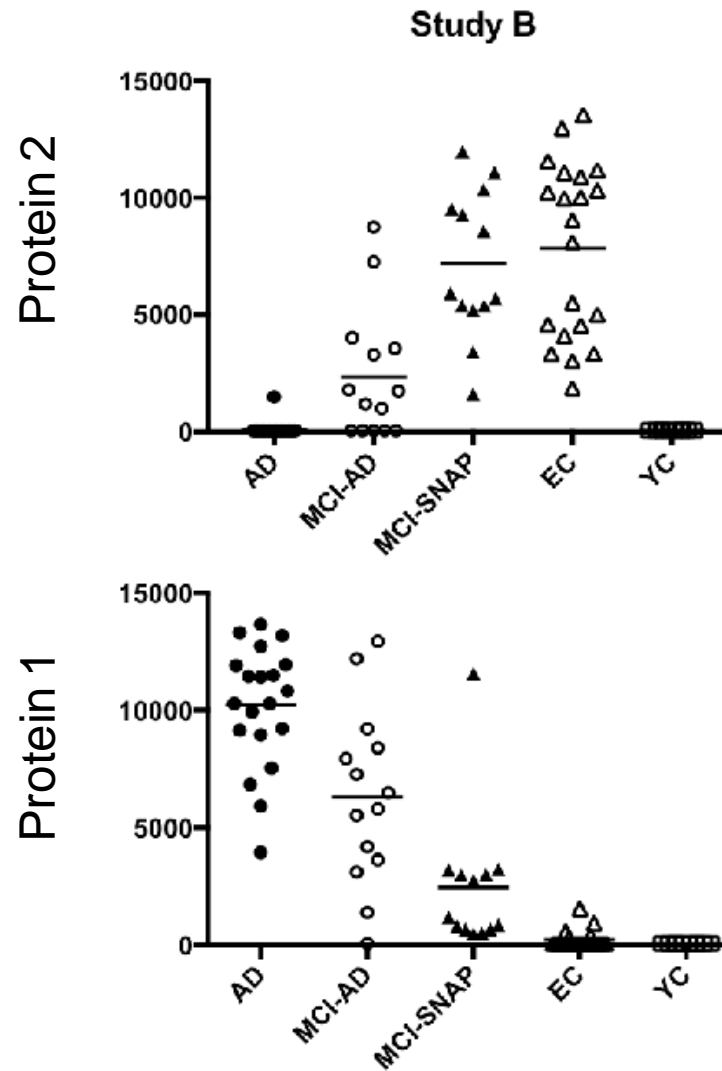 Study B
Protein 2
15000
10000
5000
0
AD
MCI-AD
MCI-SNAP
EC
YC
Protein 1
15000
10000
5000
0
AD
MCI-AD
MCI-SNAP
EC
YC